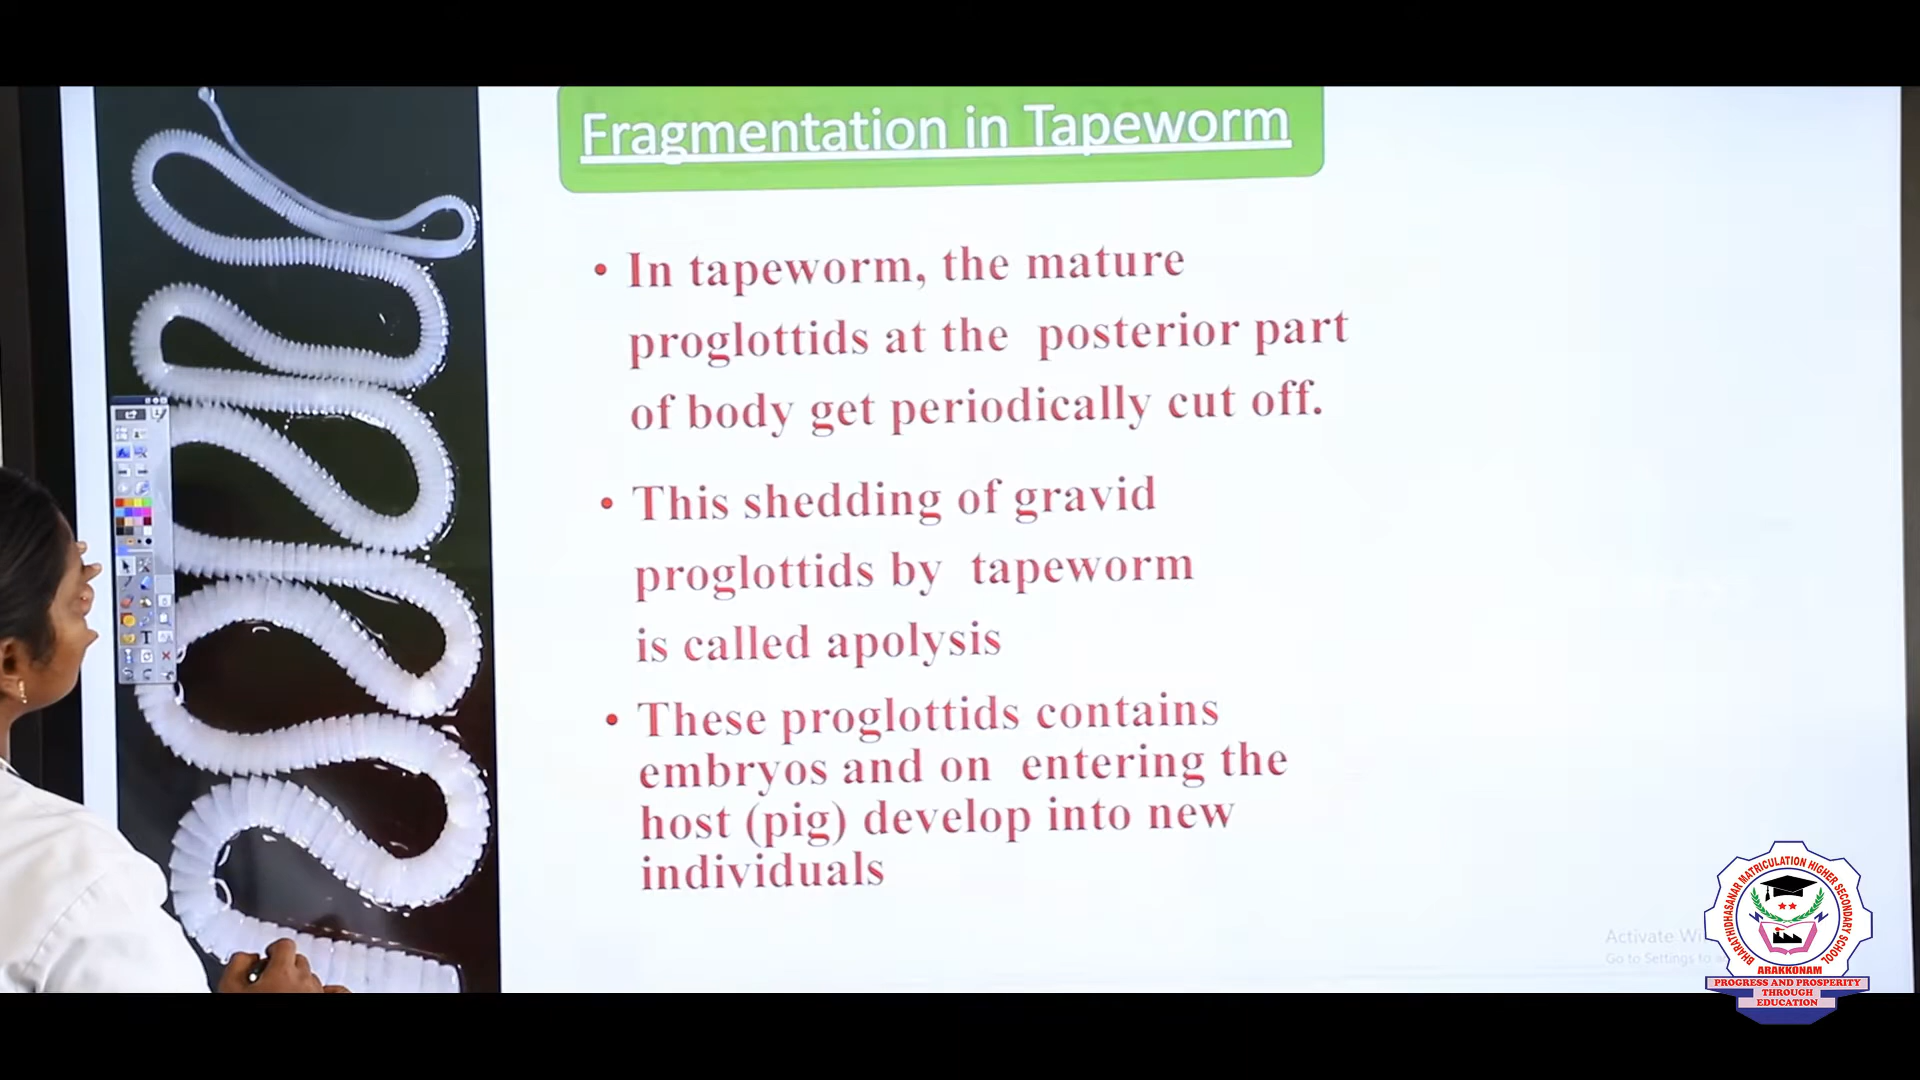 Fragmentation in Tapeworm
• In tapeworm, the mature
proglottids at the posterior part
of body get periodically cut off.
• This shedding of gravid
proglottids by tapeworm
is called apolysis
• These proglottids contains
embryos and on entering the
host (pig) develop into new
individuals
Activate
Go to Settings to
BHARATHIDHASANAR MATRICULATION HIGHER SECONDARY SCHOOL
ARAKKONAM
PROGRESS AND PROSPERITY
THROUGH
EDUCATION